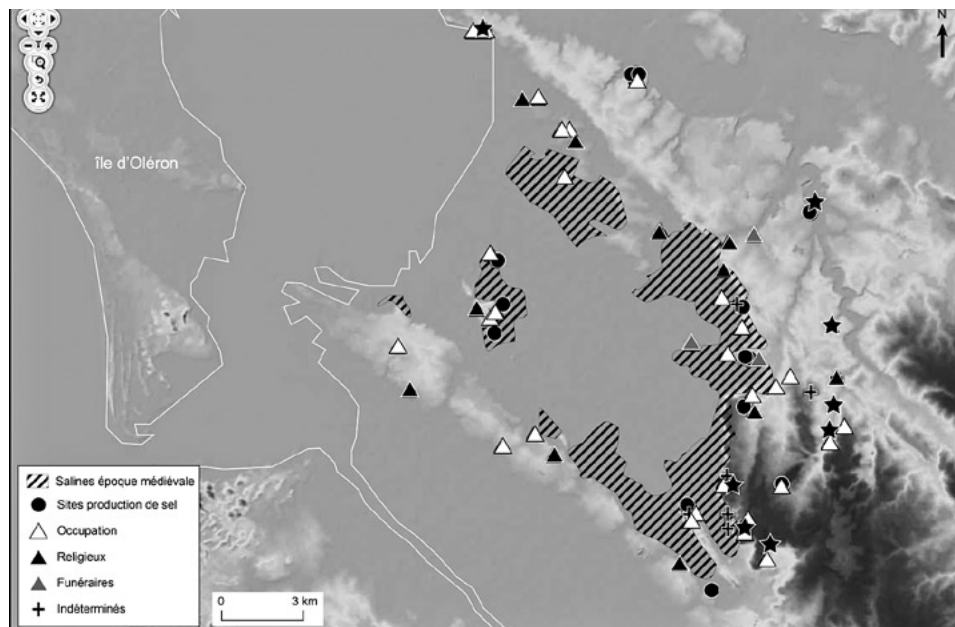 N
île d'Oléron
Salines époque médiévale
Sites production de sel
Occupation
Religieux
Funéraires
Indéterminés
0 3 km